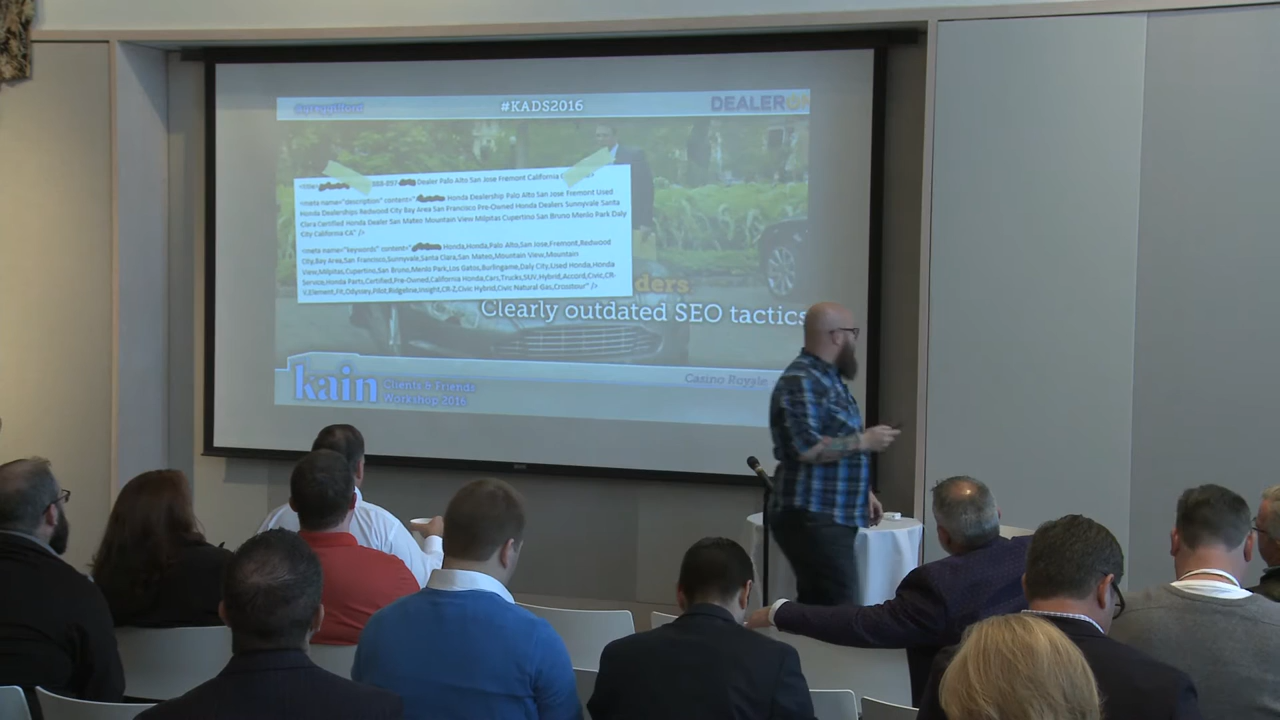 @greggifford
#KADS2016
DEALERON
Dealer Palo Alto San Jose Fremont California
<meta name="description" content=" Honda Dealership Palo Alto San Jose Fremont Used
Honda Dealerships Redwood City Bay Area San Francisco Pre-Owned Honda Dealers Sunnyvale Santa
Clara Certified Honda Dealer San Mateo Mountain View Milpitas Cupertino San Bruno Menlo Park Daly
City California CA" />
<meta name="keywords" content=" Honda,Honda,Palo Alto,San Jose,Fremont,Redwood
City,Bay Area,San Francisco,Sunnyvale,Santa Clara,San Mateo,Mountain View,Mountain
View,Milpitas,Cupertino,San Bruno,Menlo Park,Los Gatos,Burlingame,Daly City,Used Honda,Honda
Service,Honda Parts,Certified,Pre-Owned,California Honda,Cars,Trucks,SUV,Hybrid,Accord,Civic,CR-
V,Element,Fit,Odyssey,Pilot,Ridgeline,Insight,CR-Z,Civic Hybrid,Civic Natural Gas,Crosstour" />
ders
Clearly outdated SEO tactics
kain
Clients & Friends
Workshop 2016
Casino Royale